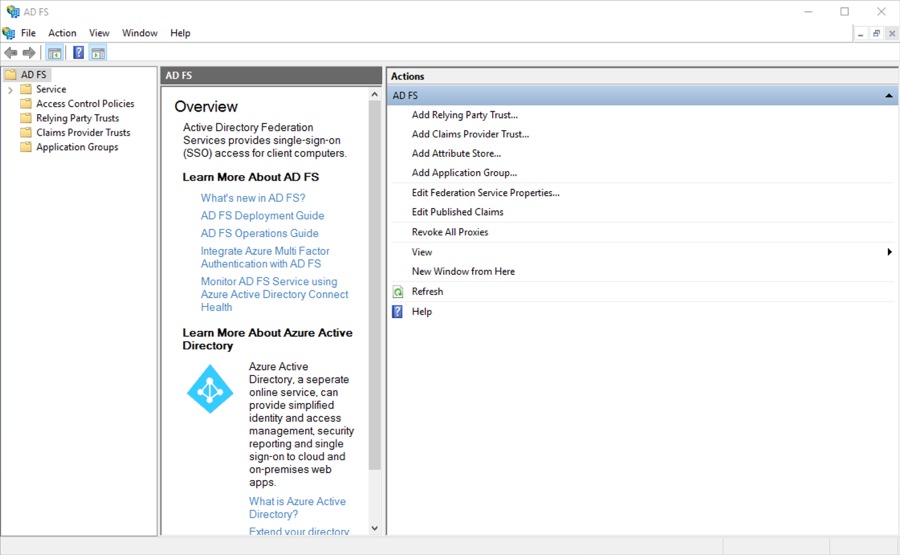 AD FS
File Action View Window Help
AD FS
Service
Access Control Policies
Relying Party Trusts
Claims Provider Trusts
Application Groups
AD FS
Overview
Active Directory Federation
Services provides single-sign-on
(SSO) access for client computers.
Learn More About AD FS
What's new in AD FS?
AD FS Deployment Guide
AD FS Operations Guide
Integrate Azure Multi Factor
Authentication with AD FS
Monitor AD FS Service using
Azure Active Directory Connect
Health
Learn More About Azure Active
Directory
Azure Active
Directory, a seperate
online service, can
provide simplified
identity and access
management, security
reporting and single
sign-on to cloud and
on-premises web
apps.
What is Azure Active
Directory?
Extend your directory
Actions
AD FS
Add Relying Party Trust...
Add Claims Provider Trust...
Add Attribute Store...
Add Application Group...
Edit Federation Service Properties...
Edit Published Claims
Revoke All Proxies
View
New Window from Here
Refresh
Help